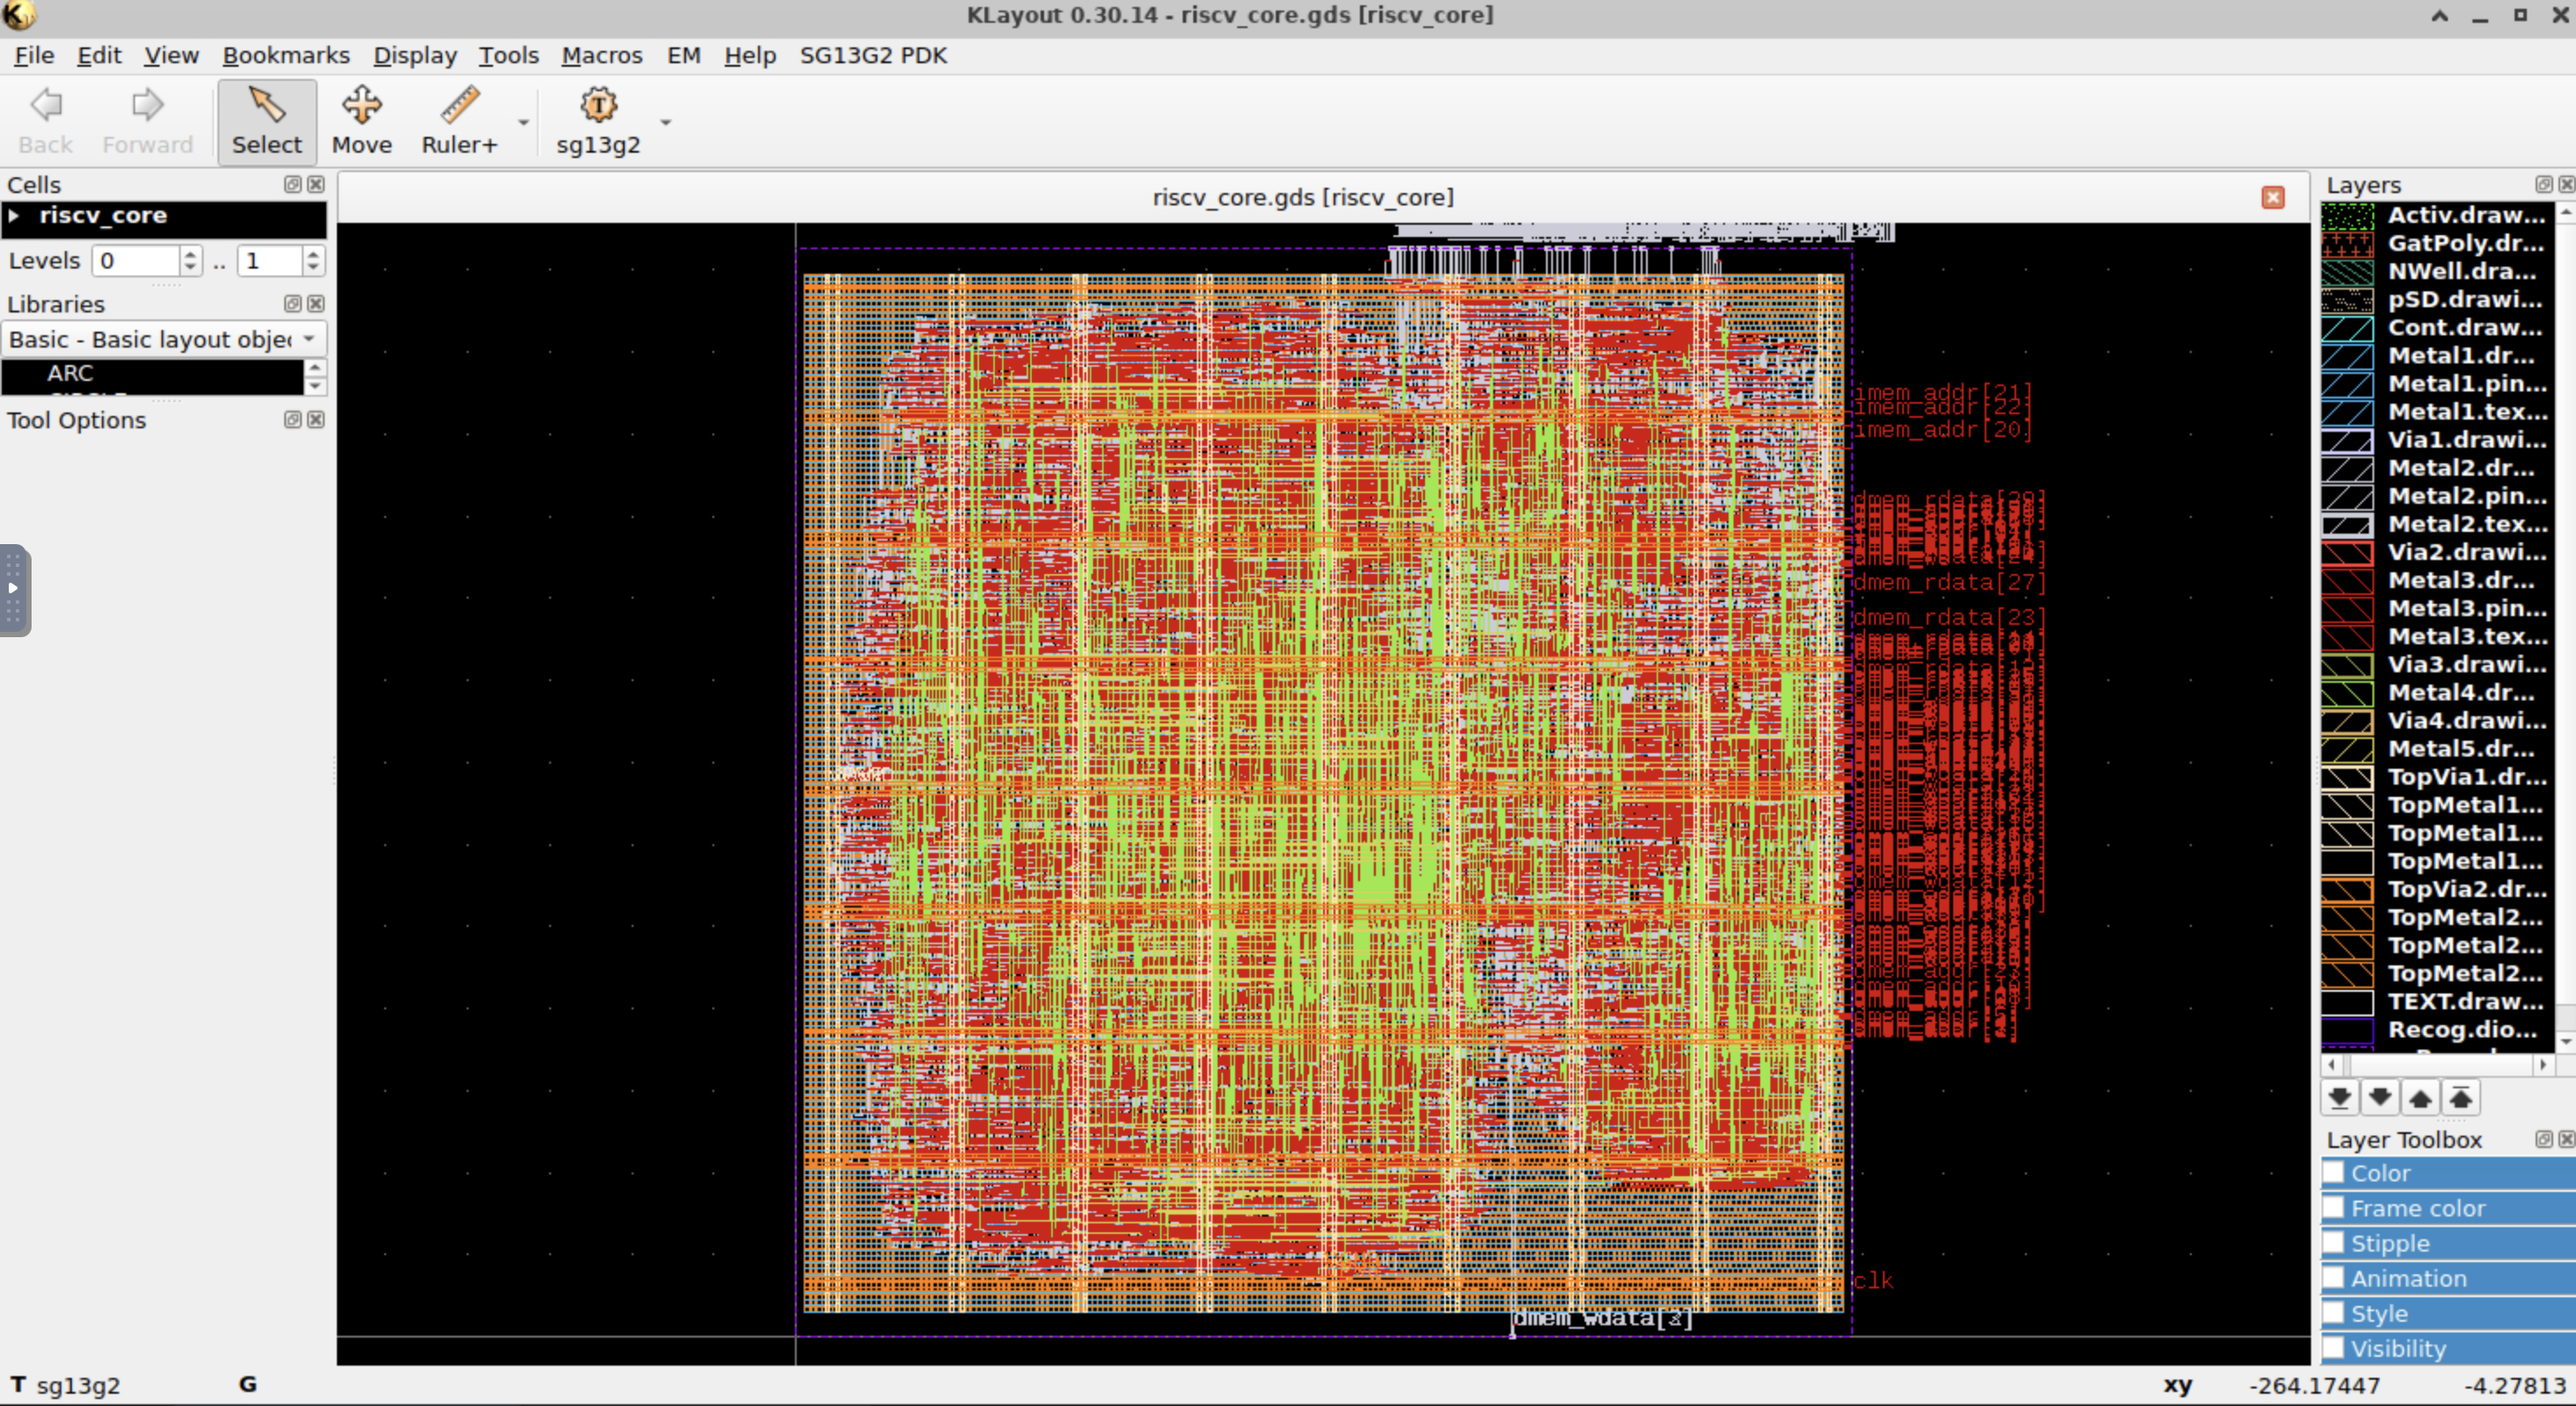 KLayout 0.30.14 - riscv_core.gds [riscv_core]
File Edit View Bookmarks Display Tools Macros EM Help SG13G2 PDK
Back Forward Select Move Ruler+ sg13g2
Cells
riscv_core
Levels 0 .. 1
Libraries
Basic - Basic layout objec
ARC
Tool Options
riscv_core.gds [riscv_core]
imem_addr[21]
imem_addr[22]
imem_addr[20]
dmem_rdata[27]
dmem_rdata[23]
clk
Layers
Activ.draw...
GatPoly.dr...
NWell.dra...
pSD.drawi...
Cont.draw...
Metal1.dr...
Metal1.pin...
Metal1.tex...
Via1.drawi...
Metal2.dr...
Metal2.pin...
Metal2.tex...
Via2.drawi...
Metal3.dr...
Metal3.pin...
Metal3.tex...
Via3.drawi...
Metal4.dr...
Via4.drawi...
Metal5.dr...
TopVia1.dr...
TopMetal1...
TopMetal1...
TopMetal1...
TopVia2.dr...
TopMetal2...
TopMetal2...
TopMetal2...
TEXT.draw...
Recog.dio...
Layer Toolbox
Color
Frame color
Stipple
Animation
Style
Visibility
T sg13g2 G xy -264.17447 -4.27813